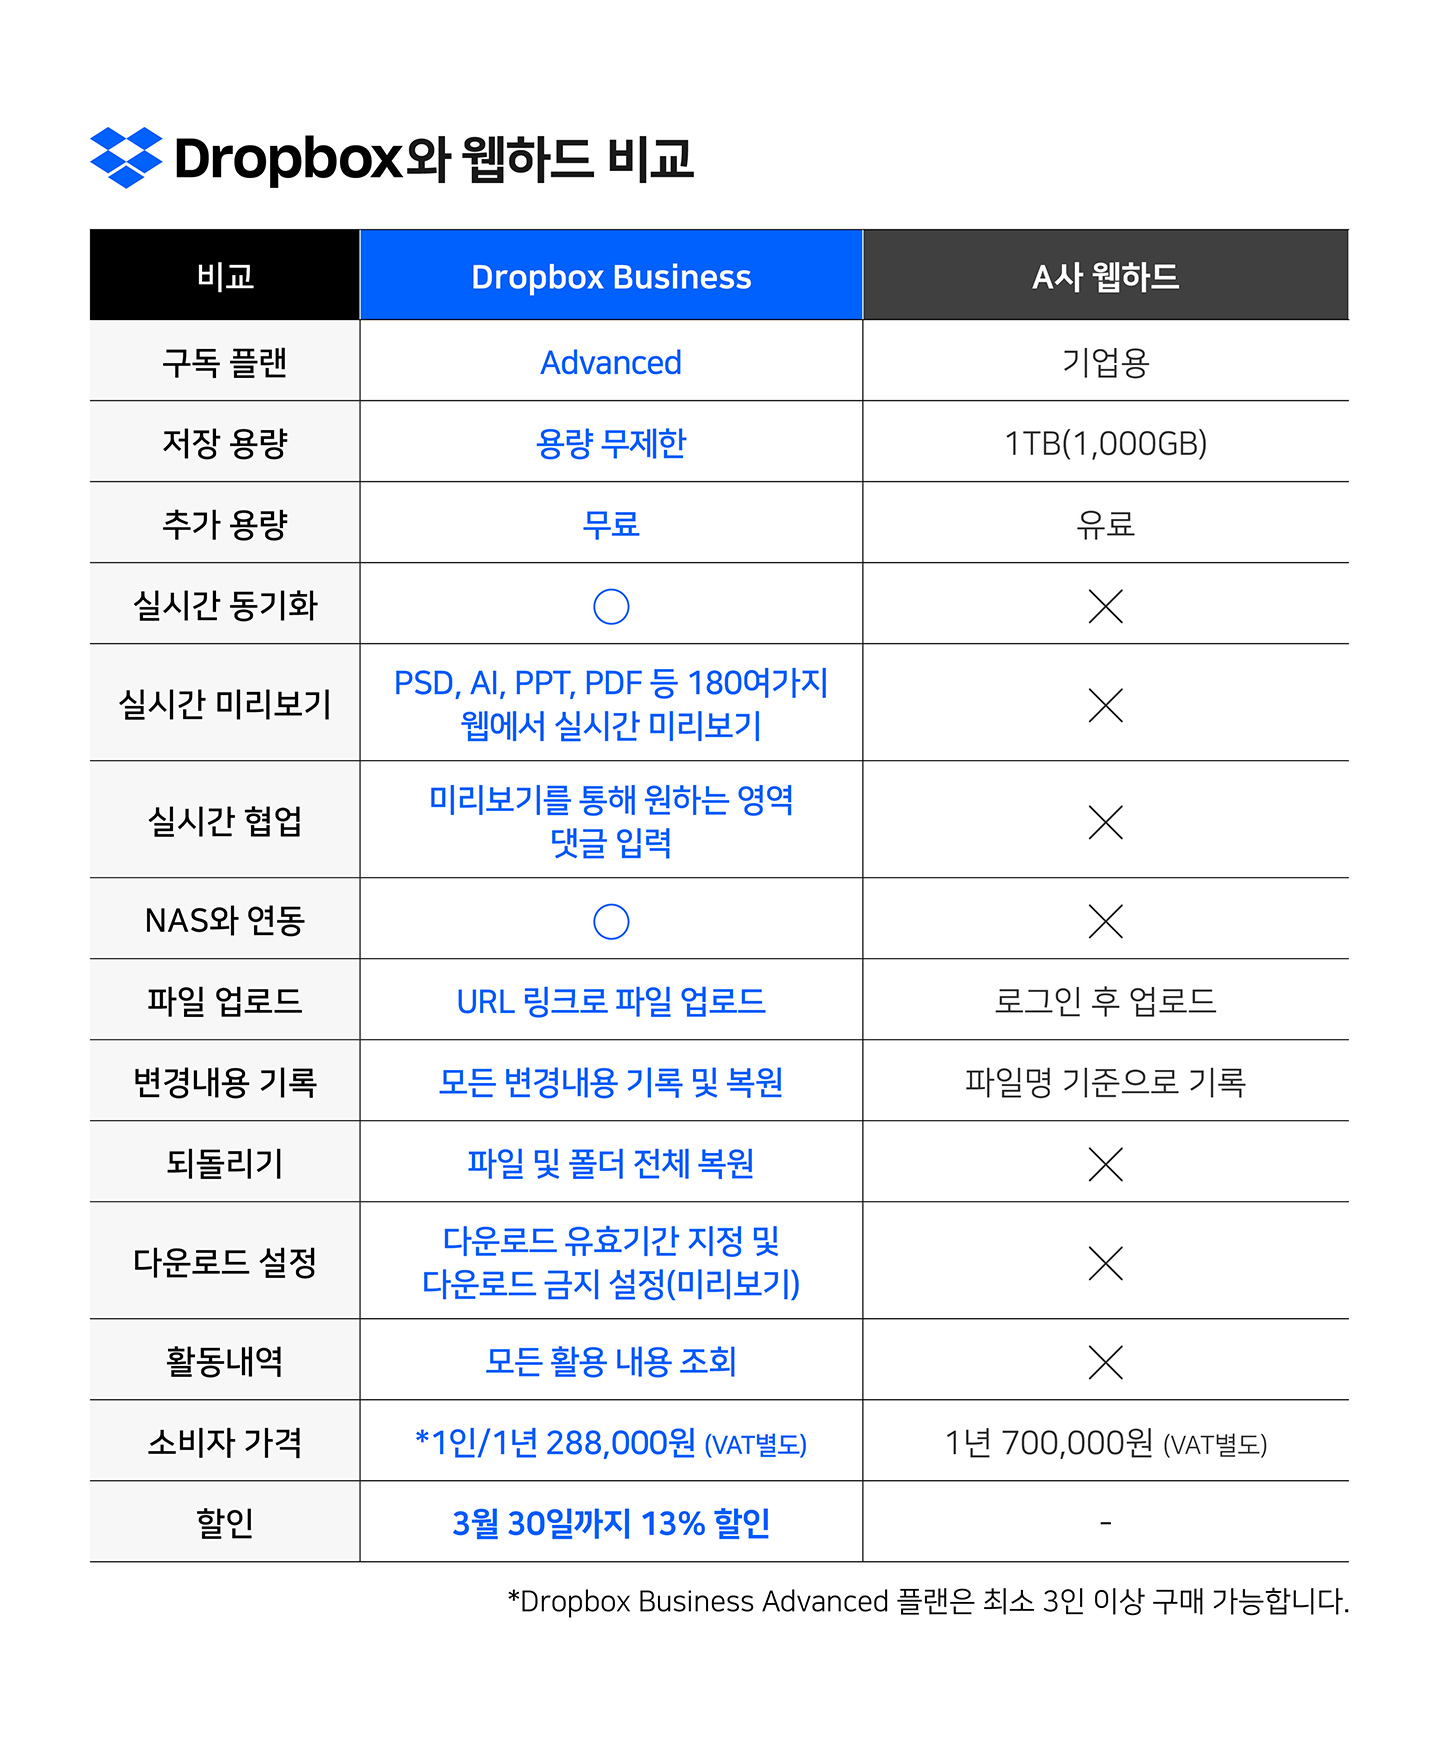 Dropbox와 웹하드 비교
비교 Dropbox Business A사 웹하드
구독 플랜 Advanced 기업용
저장 용량 용량 무제한 1TB(1,000GB)
추가 용량 무료 유료
실시간 동기화 ○ ×
실시간 미리보기 PSD, AI, PPT, PDF 등 180여가지 ×
웹에서 실시간 미리보기
실시간 협업 미리보기를 통해 원하는 영역 ×
댓글 입력
NAS와 연동 ○ ×
파일 업로드 URL 링크로 파일 업로드 로그인 후 업로드
변경내용 기록 모든 변경내용 기록 및 복원 파일명 기준으로 기록
되돌리기 파일 및 폴더 전체 복원 ×
다운로드 설정 다운로드 유효기간 지정 및 ×
다운로드 금지 설정(미리보기)
활동내역 모든 활용 내용 조회 ×
소비자 가격 *1인/1년 288,000원 (VAT별도) 1년 700,000원 (VAT별도)
할인 3월 30일까지 13% 할인 -
*Dropbox Business Advanced 플랜은 최소 3인 이상 구매 가능합니다.